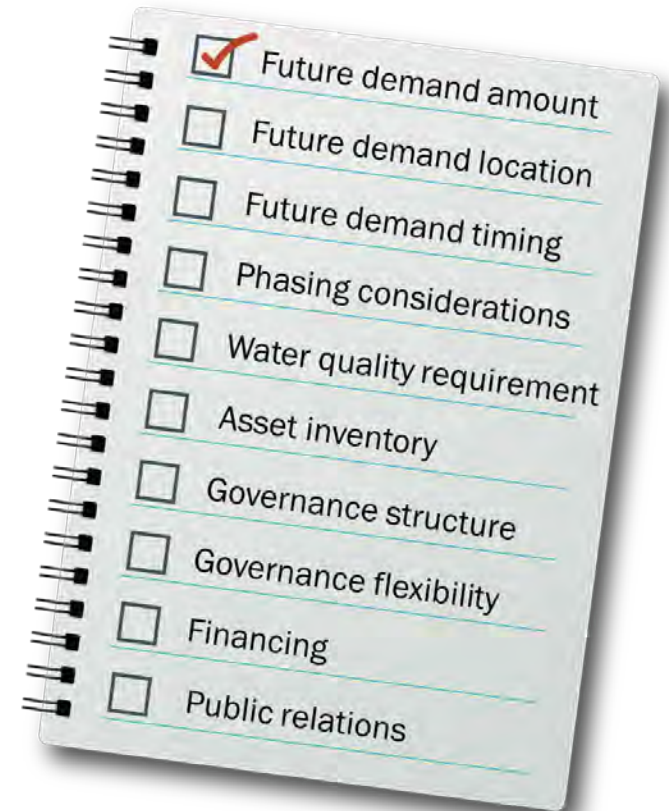 Future demand amount
Future demand location
Future demand timing
Phasing considerations
Water quality requirement
Asset inventory
Governance structure
Governance flexibility
Financing
Public relations